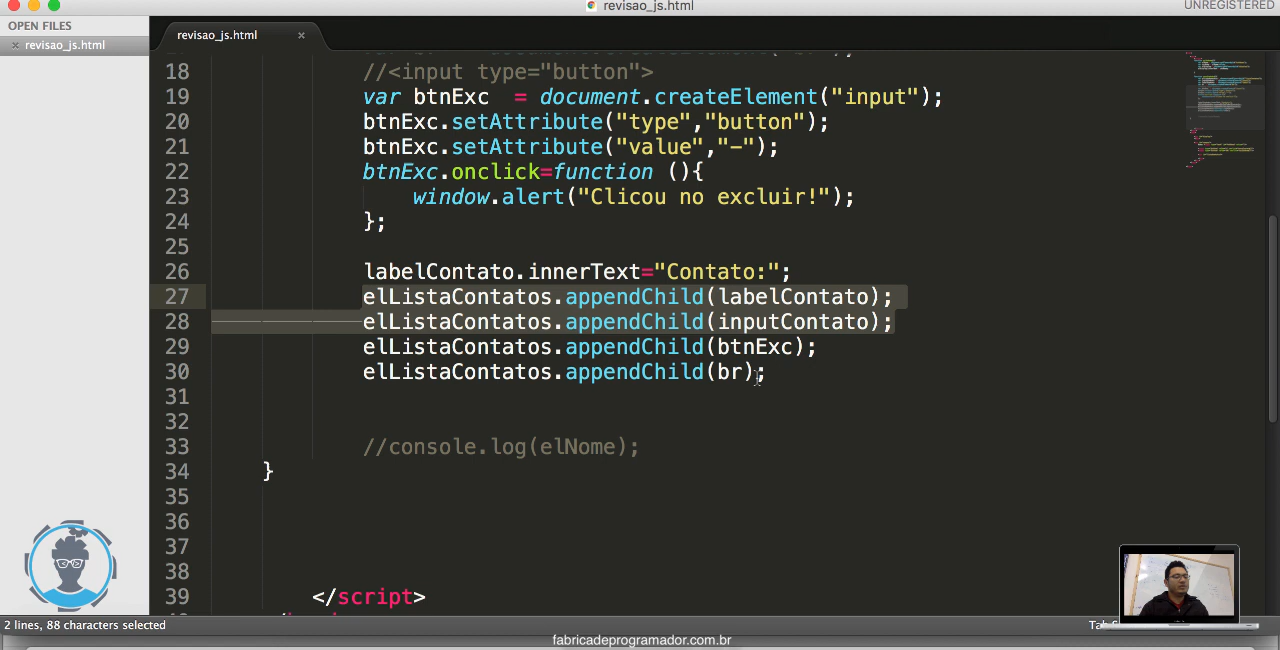 revisao_js.html
UNREGISTERED
OPEN FILES
× revisao_js.html
revisao_js.html ×
18 //<input type="button">
19 var btnExc = document.createElement("input");
20 btnExc.setAttribute("type","button");
21 btnExc.setAttribute("value","-");
22 btnExc.onclick=function (){
23 window.alert("Clicou no excluir!");
24 };
25
26 labelContato.innerText="Contato:";
27 elListaContatos.appendChild(labelContato);
28 elListaContatos.appendChild(inputContato);
29 elListaContatos.appendChild(btnExc);
30 elListaContatos.appendChild(br);
31
32
33 //console.log(elNome);
34 }
35
36
37
38
39 </script>
2 lines, 88 characters selected
fabricadeprogramador.com.br